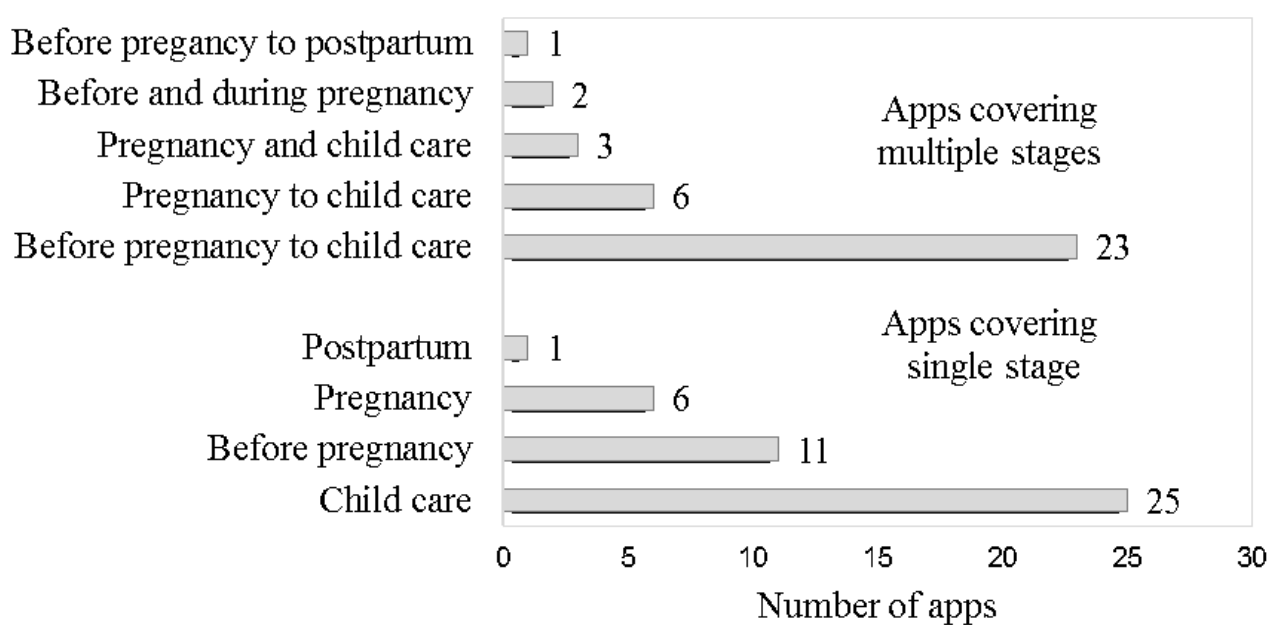 Before pregancy to postpartum 1
Before and during pregnancy 2
Pregnancy and child care 3
Pregnancy to child care 6
Before pregnancy to child care 23
Apps covering
multiple stages
Postpartum 1
Pregnancy 6
Before pregnancy 11
Child care 25
Apps covering
single stage
0 5 10 15 20 25 30
Number of apps